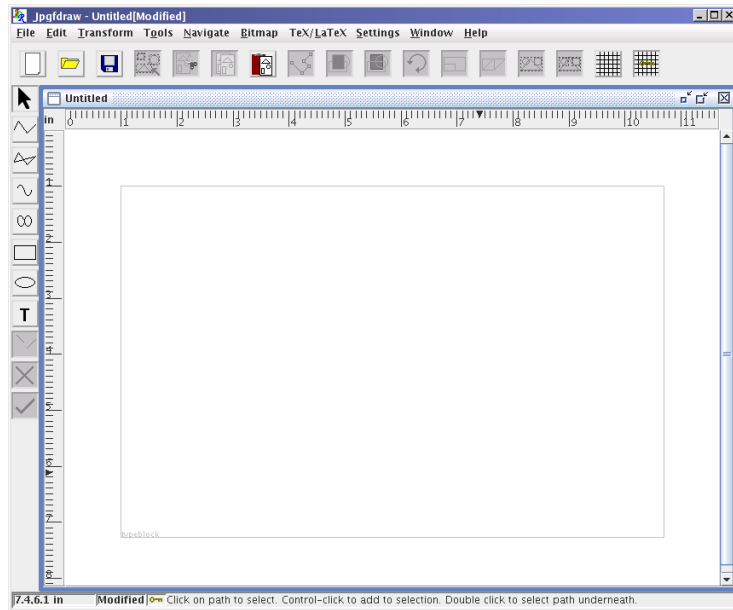 Jpgfdraw - Untitled[Modified]
File Edit Transform Tools Navigate Bitmap TeX/LaTeX Settings Window Help
Untitled
in 0 1 2 3 4 5 6 7 8 9 10 11
1
2
3
4
5
6
7
8
T
typeblock
7.4,6.1 in Modified Click on path to select. Control-click to add to selection. Double click to select path underneath.